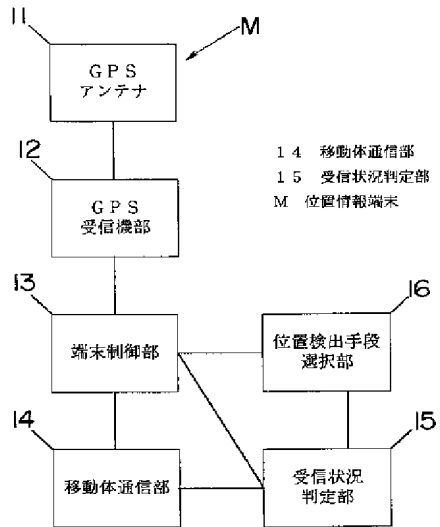 11
M
GPS
アンテナ
12
GPS
受信機部
14 移動体通信部
15 受信状況判定部
M 位置情報端末
13
端末制御部
16
位置検出手段
選択部
14
移動体通信部
15
受信状況
判定部